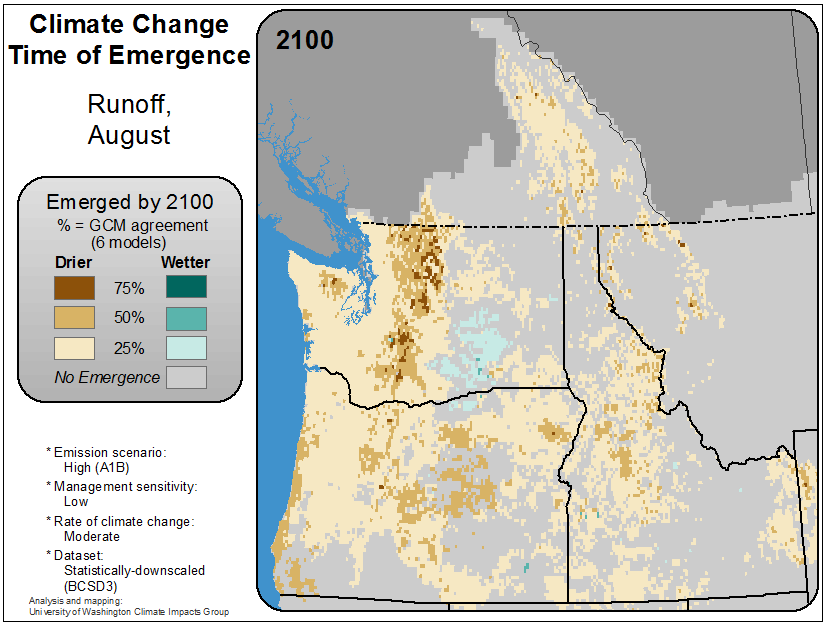 Climate Change
Time of Emergence
Runoff,
August
2100
Emerged by 2100
% = GCM agreement
(6 models)
Drier Wetter
75%
50%
25%
No Emergence
* Emission scenario:
High (A1B)
* Management sensitivity:
Low
* Rate of climate change:
Moderate
* Dataset:
Statistically-downscaled
(BCSD3)
Analysis and mapping:
University of Washington Climate Impacts Group